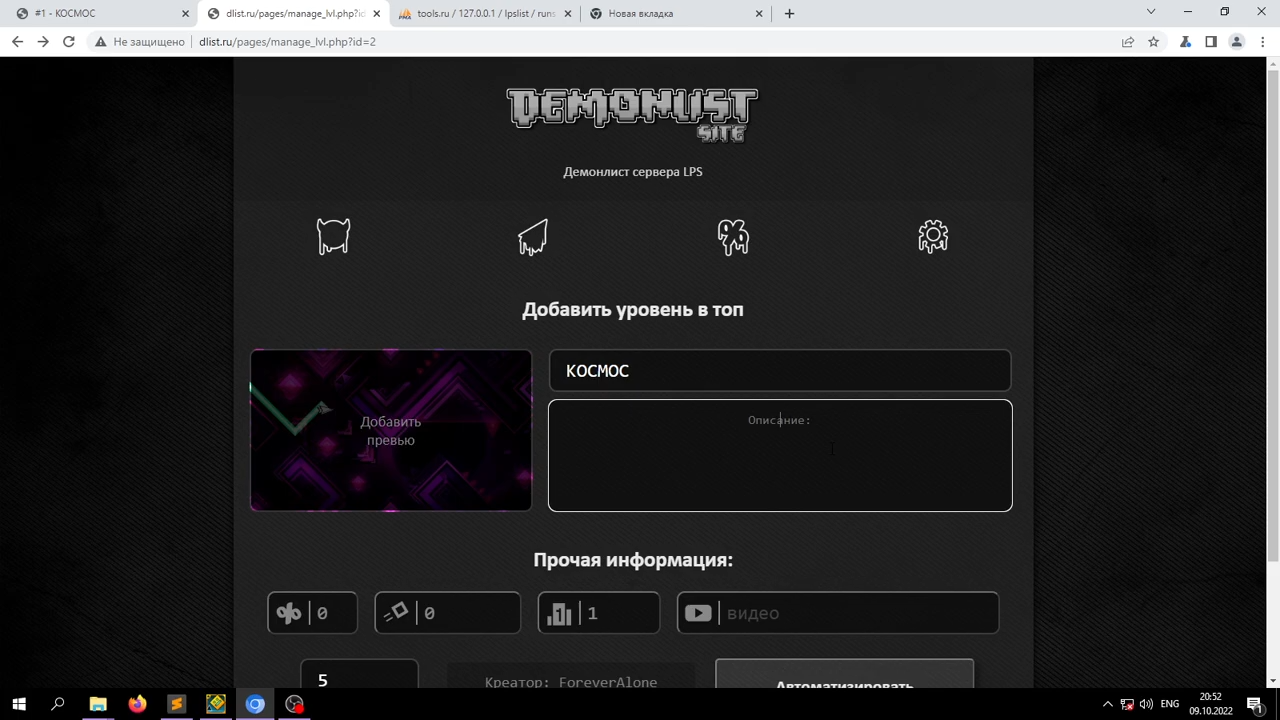 #1 - КОСМОС
dlist.ru/pages/manage_lvl.php?id=
tools.ru / 127.0.0.1 / lpslist / runs
Новая вкладка
Не защищено
dlist.ru/pages/manage_lvl.php?id=2
DEMONLIST
SITE
Демонлист сервера LPS
Добавить уровень в топ
Добавить
превью
КОСМОС
Описание:
Прочая информация:
0
0
1
видео
5
Креатор: ForeverAlone
Автоматизировать
ENG
20:52
09.10.2022